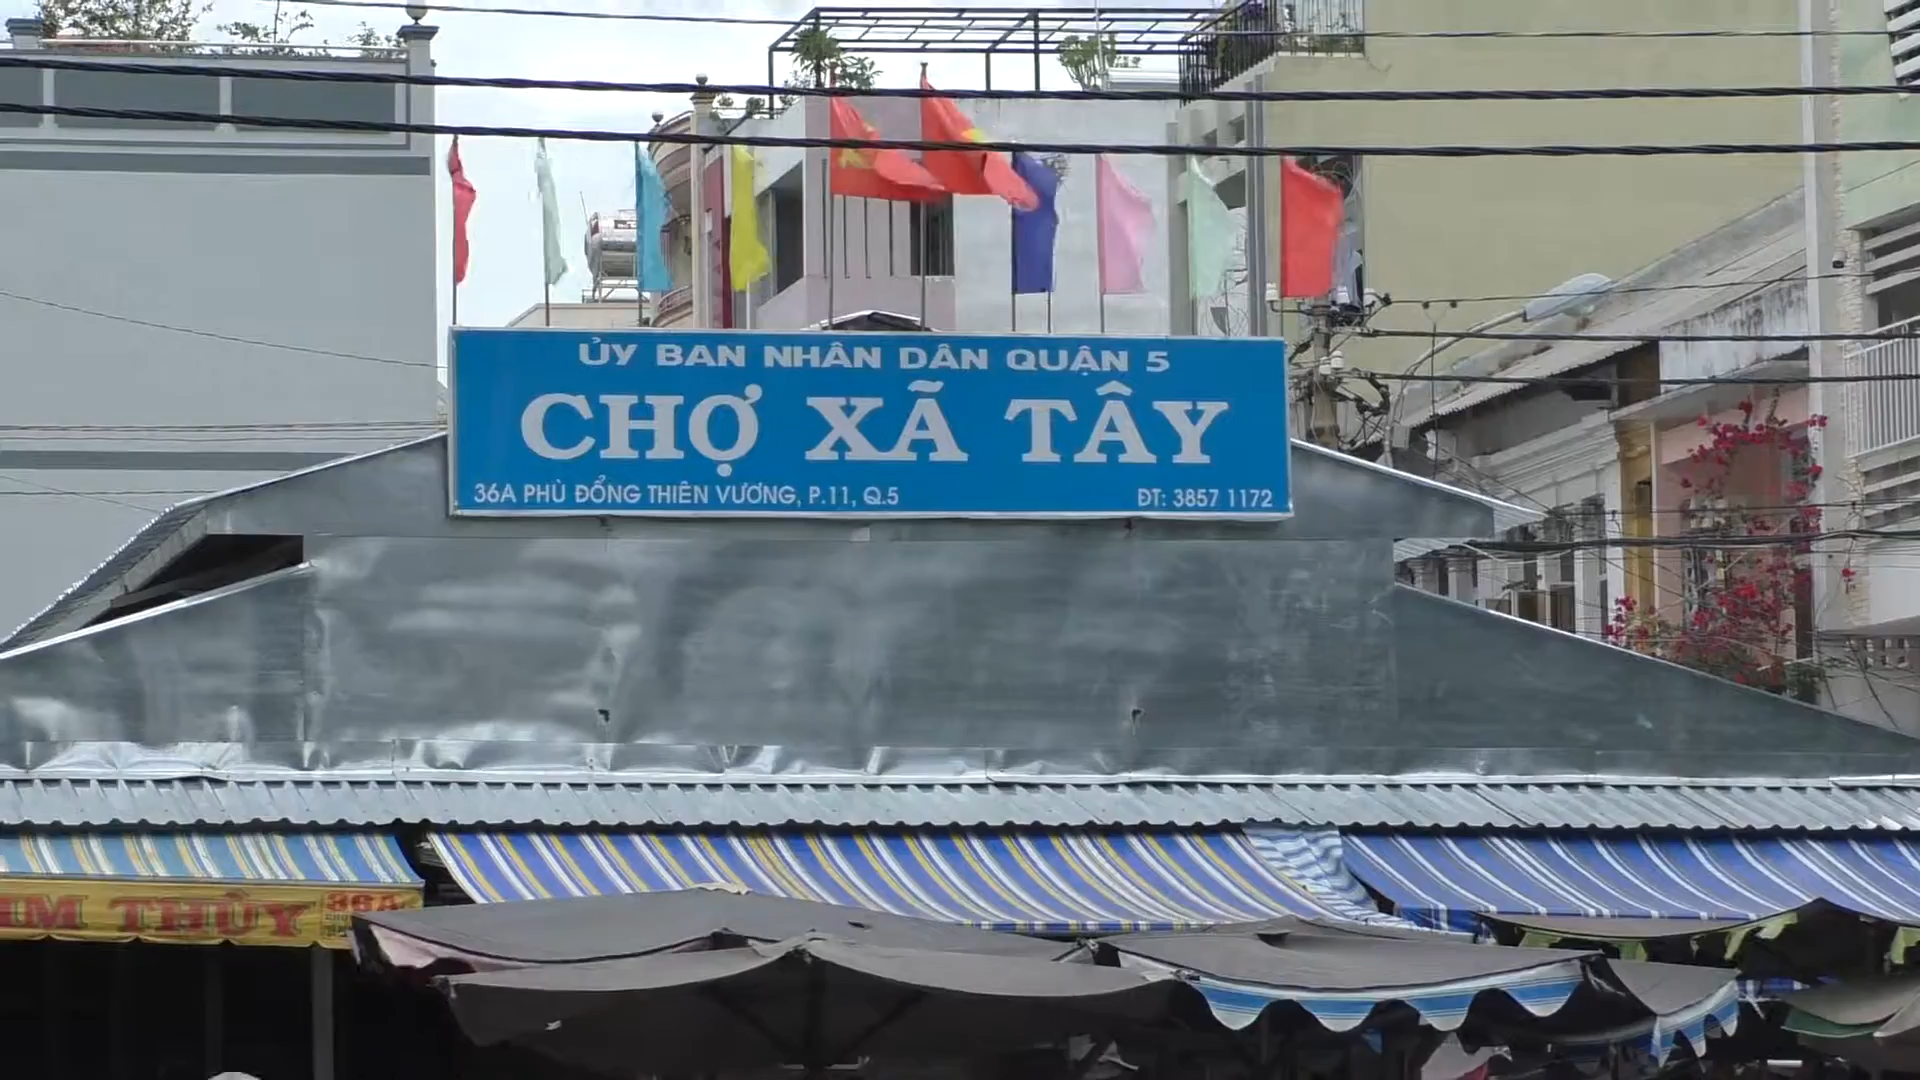 ỦY BAN NHÂN DÂN QUẬN 5
CHỢ XÃ TÂY
36A PHÙ ĐỔNG THIÊN VƯƠNG, P.11, Q.5
ĐT: 3857 1172
THỦY
36A